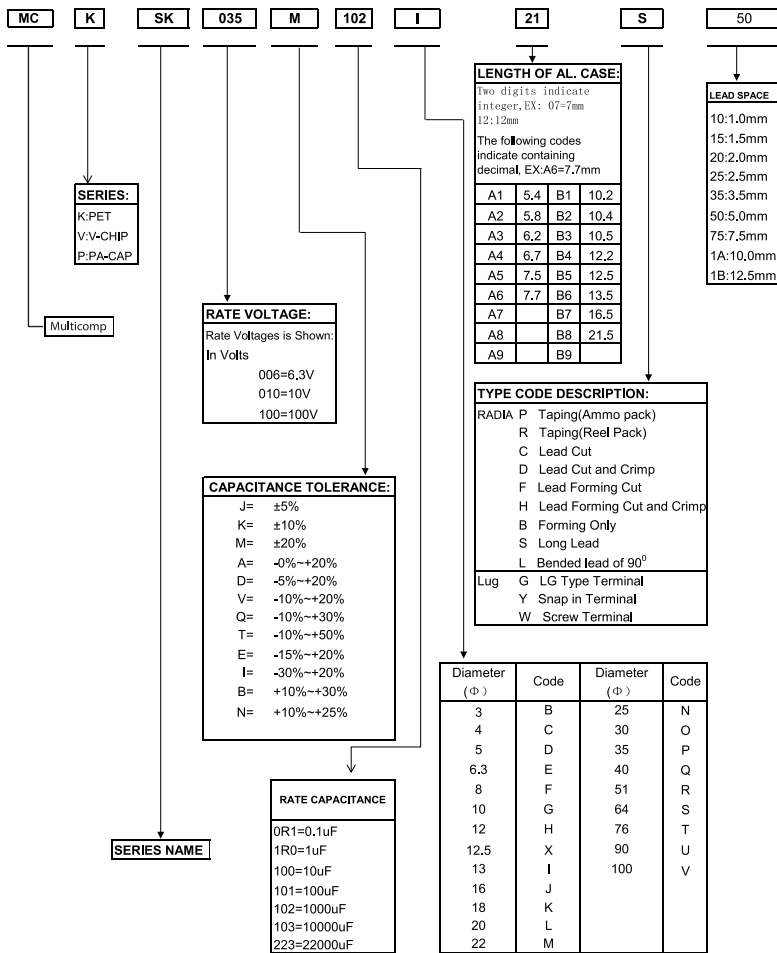 MC K SK 035 M 102 I 21 S 50
LENGTH OF AL. CASE:
Two digits indicate
integer,EX: 07=7mm
12:12mm
The following codes
indicate containing
decimal, EX:A6=7.7mm
A1 5.4 B1 10.2
A2 5.8 B2 10.4
A3 6.2 B3 10.5
A4 6.7 B4 12.2
A5 7.5 B5 12.5
A6 7.7 B6 13.5
A7 B7 16.5
A8 B8 21.5
A9 B9
LEAD SPACE
10:1.0mm
15:1.5mm
20:2.0mm
25:2.5mm
35:3.5mm
50:5.0mm
75:7.5mm
1A:10.0mm
1B:12.5mm
SERIES:
K:PET
V:V-CHIP
P:PA-CAP
Multicomp
RATE VOLTAGE:
Rate Voltages is Shown:
In Volts
006=6.3V
010=10V
100=100V
TYPE CODE DESCRIPTION:
RADIA P Taping(Ammo pack)
R Taping(Reel Pack)
C Lead Cut
D Lead Cut and Crimp
F Lead Forming Cut
H Lead Forming Cut and Crimp
B Forming Only
S Long Lead
L Bended lead of 90⁰
Lug G LG Type Terminal
Y Snap in Terminal
W Screw Terminal
CAPACITANCE TOLERANCE:
J= ±5%
K= ±10%
M= ±20%
A= -0%~+20%
D= -5%~+20%
V= -10%~+20%
Q= -10%~+30%
T= -10%~+50%
E= -15%~+20%
I= -30%~+20%
B= +10%~+30%
N= +10%~+25%
Diameter (Φ) Code Diameter (Φ) Code
3 B 25 N
4 C 30 O
5 D 35 P
6.3 E 40 Q
8 F 51 R
10 G 64 S
12 H 76 T
12.5 X 90 U
13 I 100 V
16 J
18 K
20 L
22 M
RATE CAPACITANCE
0R1=0.1uF
1R0=1uF
100=10uF
101=100uF
102=1000uF
103=10000uF
223=22000uF
SERIES NAME